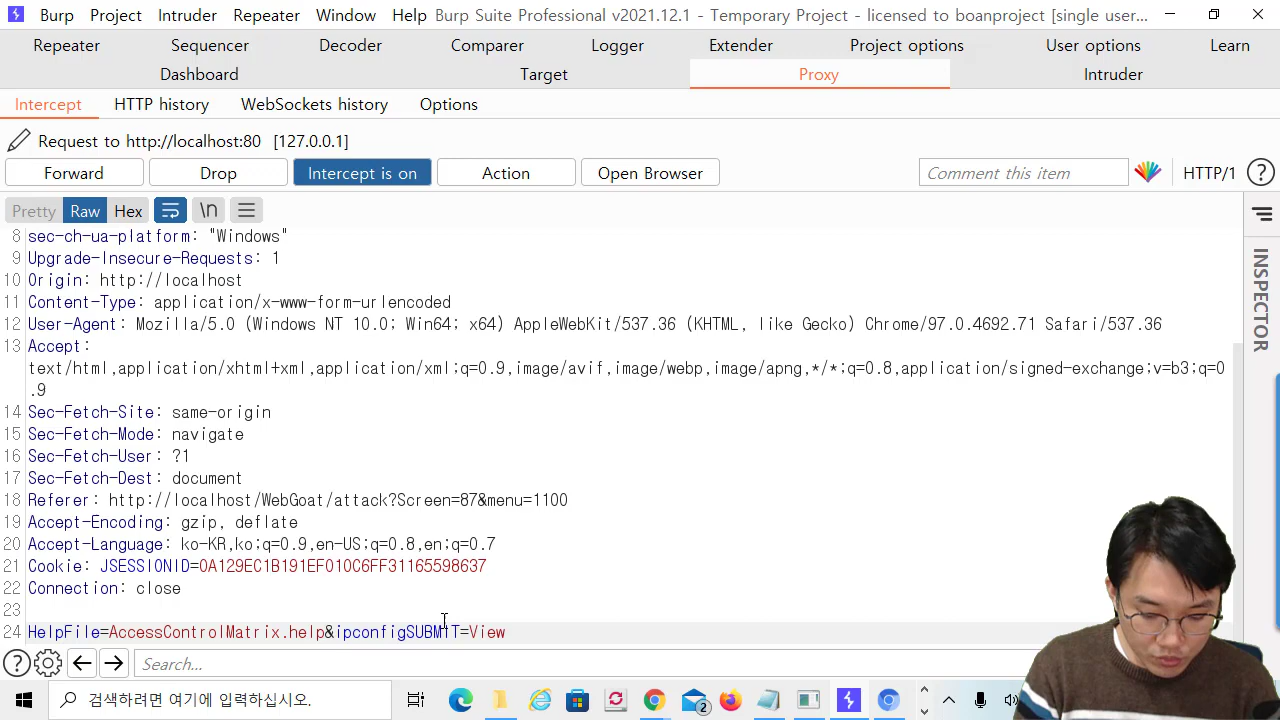 Burp Project Intruder Repeater Window Help Burp Suite Professional v2021.12.1 - Temporary Project - licensed to boanproject [single user...
Repeater Sequencer Decoder Comparer Logger Extender Project options User options Learn
Dashboard Target Proxy Intruder
Intercept HTTP history WebSockets history Options
Request to http://localhost:80 [127.0.0.1]
Forward Drop Intercept is on Action Open Browser Comment this item HTTP/1 ?
Pretty Raw Hex \n
INSPECTOR
8 sec-ch-ua-platform: "Windows"
9 Upgrade-Insecure-Requests: 1
10 Origin: http://localhost
11 Content-Type: application/x-www-form-urlencoded
12 User-Agent: Mozilla/5.0 (Windows NT 10.0; Win64; x64) AppleWebKit/537.36 (KHTML, like Gecko) Chrome/97.0.4692.71 Safari/537.36
13 Accept:
text/html,application/xhtml+xml,application/xml;q=0.9,image/avif,image/webp,image/apng,*/*;q=0.8,application/signed-exchange;v=b3;q=0
.9
14 Sec-Fetch-Site: same-origin
15 Sec-Fetch-Mode: navigate
16 Sec-Fetch-User: ?1
17 Sec-Fetch-Dest: document
18 Referer: http://localhost/WebGoat/attack?Screen=87&menu=1100
19 Accept-Encoding: gzip, deflate
20 Accept-Language: ko-KR,ko;q=0.9,en-US;q=0.8,en;q=0.7
21 Cookie: JSESSIONID=0A129EC1B191EF010C6FF31165598637
22 Connection: close
23
24 HelpFile=AccessControlMatrix.help&ipconfigSUBMIT=View
? Search...
검색하려면 여기에 입력하십시오. 2